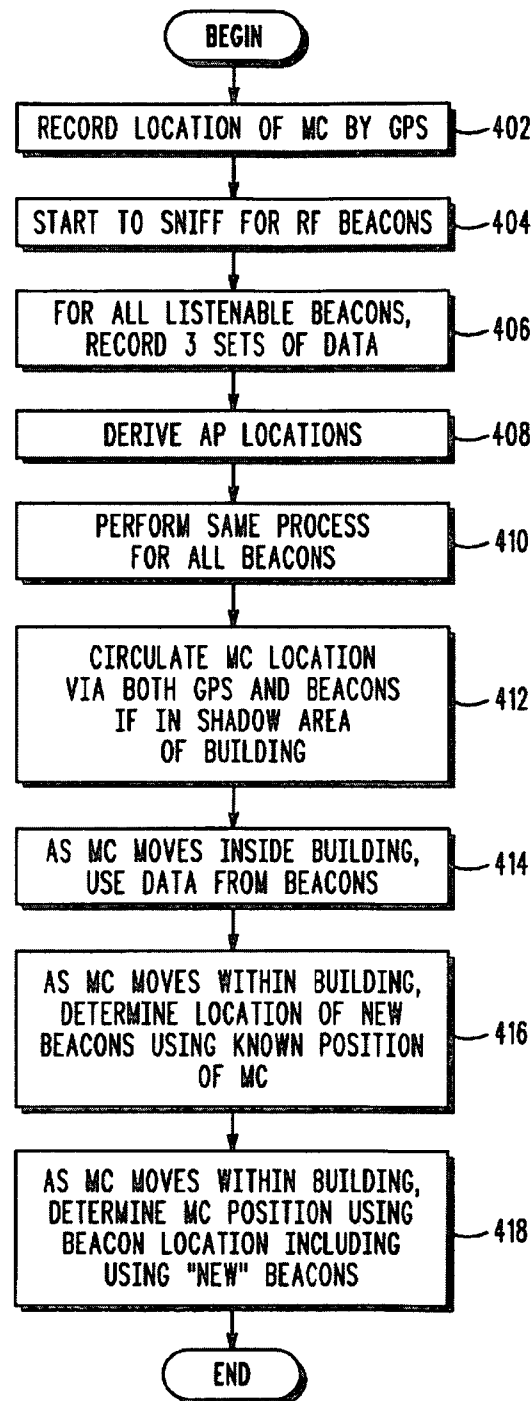 BEGIN
RECORD LOCATION OF MC BY GPS
402
START TO SNIFF FOR RF BEACONS
404
FOR ALL LISTENABLE BEACONS,
RECORD 3 SETS OF DATA
406
DERIVE AP LOCATIONS
408
PERFORM SAME PROCESS
FOR ALL BEACONS
410
CIRCULATE MC LOCATION
VIA BOTH GPS AND BEACONS
IF IN SHADOW AREA
OF BUILDING
412
AS MC MOVES INSIDE BUILDING,
USE DATA FROM BEACONS
414
AS MC MOVES WITHIN BUILDING,
DETERMINE LOCATION OF NEW
BEACONS USING KNOWN POSITION
OF MC
416
AS MC MOVES WITHIN BUILDING,
DETERMINE MC POSITION USING
BEACON LOCATION INCLUDING
USING "NEW" BEACONS
418
END